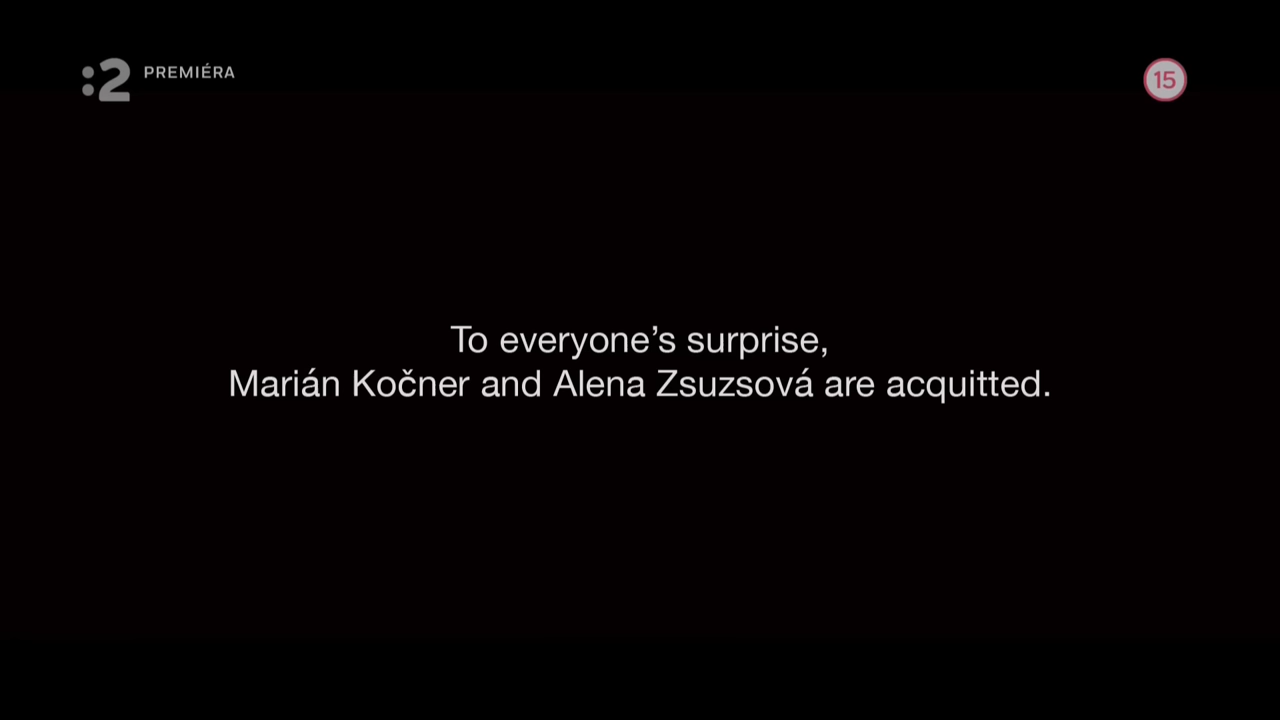 :2 PREMIÉRA
15
To everyone’s surprise,
Marián Kočner and Alena Zsuzsová are acquitted.